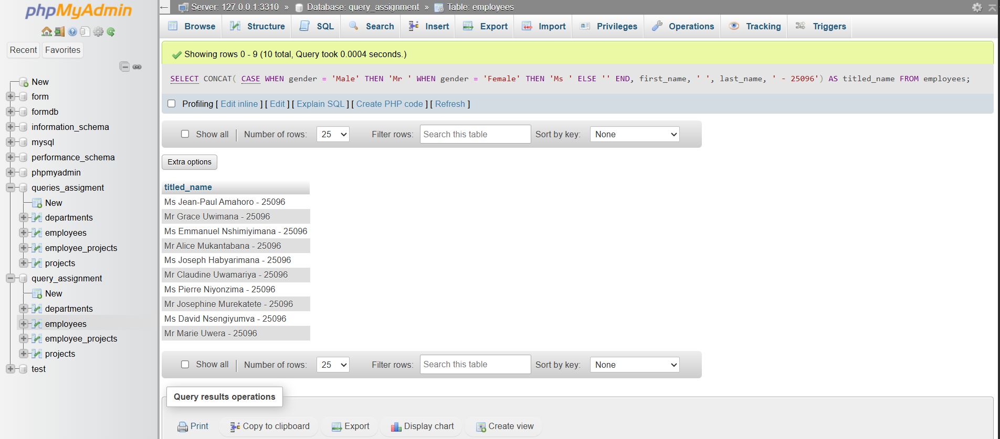 phpMyAdmin
Recent Favorites
New
form
formdb
information_schema
mysql
performance_schema
phpmyadmin
queries_assigment
New
departments
employees
employee_projects
projects
query_assignment
New
departments
employees
employee_projects
projects
test
Server: 127.0.0.1:3310 » Database: query_assignment » Table: employees
Browse Structure SQL Search Insert Export Import Privileges Operations Tracking Triggers
Showing rows 0 - 9 (10 total, Query took 0.0004 seconds.)
SELECT CONCAT( CASE WHEN gender = 'Male' THEN 'Mr ' WHEN gender = 'Female' THEN 'Ms ' ELSE '' END, first_name, ' ', last_name, ' - 25096') AS titled_name FROM employees;
Profiling [ Edit inline ] [ Edit ] [ Explain SQL ] [ Create PHP code ] [ Refresh ]
Show all Number of rows: 25 Filter rows: Search this table Sort by key: None
Extra options
titled_name
Ms Jean-Paul Amahoro - 25096
Mr Grace Uwimana - 25096
Ms Emmanuel Nshimiyimana - 25096
Mr Alice Mukantabana - 25096
Ms Joseph Habyarimana - 25096
Mr Claudine Uwamariya - 25096
Ms Pierre Niyonzima - 25096
Mr Josephine Murekatete - 25096
Ms David Nsengiyumva - 25096
Mr Marie Uwera - 25096
Show all Number of rows: 25 Filter rows: Search this table Sort by key: None
Query results operations
Print Copy to clipboard Export Display chart Create view